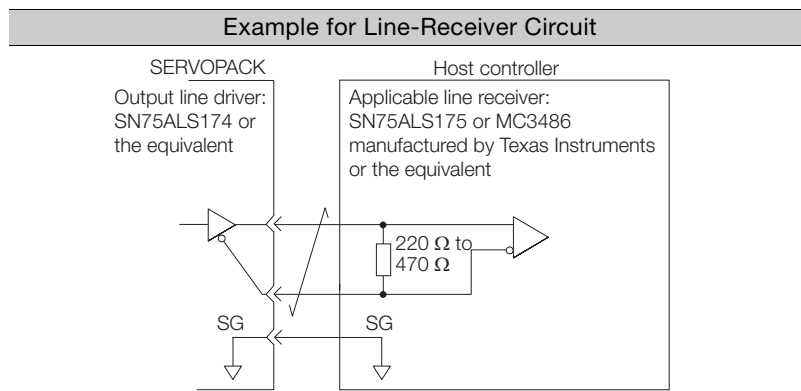 Example for Line-Receiver Circuit
SERVOPACK
Host controller
Output line driver:
SN75ALS174 or
the equivalent
Applicable line receiver:
SN75ALS175 or MC3486
manufactured by Texas Instruments
or the equivalent
220 Ω to
470 Ω
SG
SG